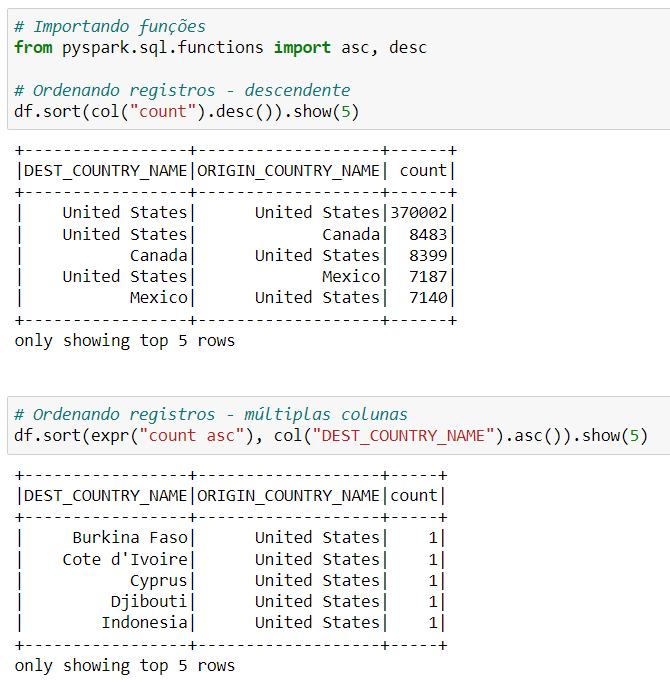 # Importando funções
from pyspark.sql.functions import asc, desc

# Ordenando registros - descendente
df.sort(col("count").desc()).show(5)

+-----------------+-------------------+------+
|DEST_COUNTRY_NAME|ORIGIN_COUNTRY_NAME| count|
+-----------------+-------------------+------+
|    United States|      United States|370002|
|    United States|             Canada|  8483|
|           Canada|      United States|  8399|
|    United States|             Mexico|  7187|
|           Mexico|      United States|  7140|
+-----------------+-------------------+------+
only showing top 5 rows

# Ordenando registros - múltiplas colunas
df.sort(expr("count asc"), col("DEST_COUNTRY_NAME").asc()).show(5)

+-----------------+-------------------+-----+
|DEST_COUNTRY_NAME|ORIGIN_COUNTRY_NAME|count|
+-----------------+-------------------+-----+
|     Burkina Faso|      United States|    1|
|    Cote d'Ivoire|      United States|    1|
|           Cyprus|      United States|    1|
|         Djibouti|      United States|    1|
|        Indonesia|      United States|    1|
+-----------------+-------------------+-----+
only showing top 5 rows